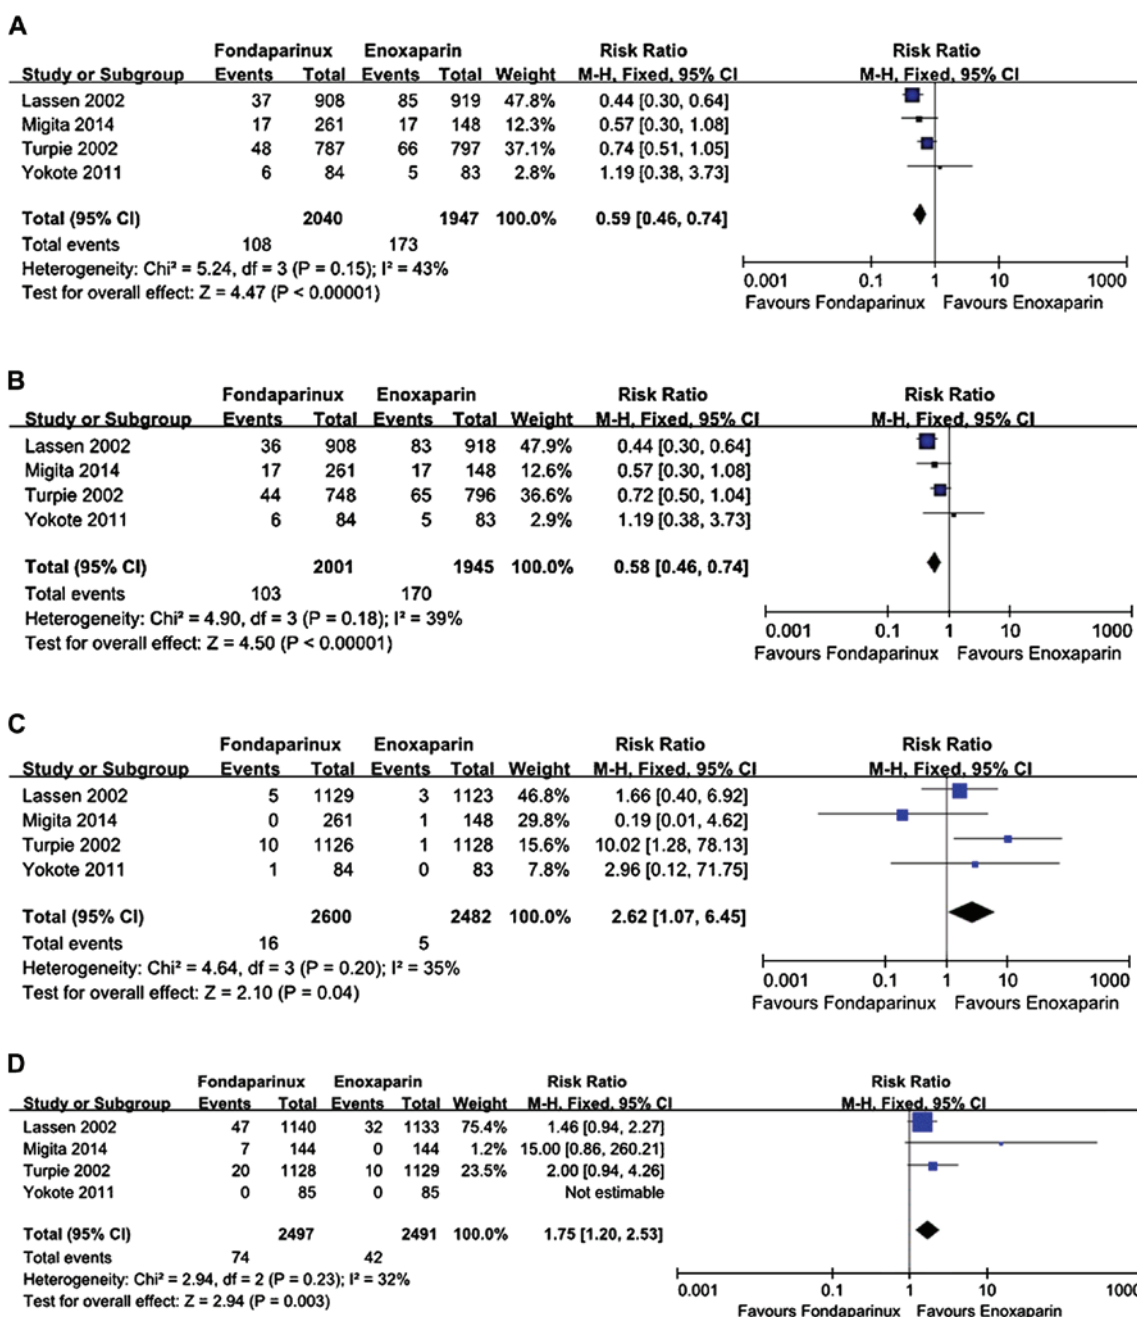 A
Fondaparinux Enoxaparin Risk Ratio Risk Ratio
Study or Subgroup Events Total Events Total Weight M-H, Fixed, 95% CI M-H, Fixed, 95% CI
Lassen 2002 37 908 85 919 47.8% 0.44 [0.30, 0.64]
Migita 2014 17 261 17 148 12.3% 0.57 [0.30, 1.08]
Turpie 2002 48 787 66 797 37.1% 0.74 [0.51, 1.05]
Yokote 2011 6 84 5 83 2.8% 1.19 [0.38, 3.73]
Total (95% CI) 2040 1947 100.0% 0.59 [0.46, 0.74]
Total events 108 173
Heterogeneity: Chi² = 5.24, df = 3 (P = 0.15); I² = 43%
Test for overall effect: Z = 4.47 (P < 0.00001)
0.001 0.1 1 10 1000
Favours Fondaparinux Favours Enoxaparin
B
Fondaparinux Enoxaparin Risk Ratio Risk Ratio
Study or Subgroup Events Total Events Total Weight M-H, Fixed, 95% CI M-H, Fixed, 95% CI
Lassen 2002 36 908 83 918 47.9% 0.44 [0.30, 0.64]
Migita 2014 17 261 17 148 12.6% 0.57 [0.30, 1.08]
Turpie 2002 44 748 65 796 36.6% 0.72 [0.50, 1.04]
Yokote 2011 6 84 5 83 2.9% 1.19 [0.38, 3.73]
Total (95% CI) 2001 1945 100.0% 0.58 [0.46, 0.74]
Total events 103 170
Heterogeneity: Chi² = 4.90, df = 3 (P = 0.18); I² = 39%
Test for overall effect: Z = 4.50 (P < 0.00001)
0.001 0.1 1 10 1000
Favours Fondaparinux Favours Enoxaparin
C
Fondaparinux Enoxaparin Risk Ratio Risk Ratio
Study or Subgroup Events Total Events Total Weight M-H, Fixed, 95% CI M-H, Fixed, 95% CI
Lassen 2002 5 1129 3 1123 46.8% 1.66 [0.40, 6.92]
Migita 2014 0 261 1 148 29.8% 0.19 [0.01, 4.62]
Turpie 2002 10 1126 1 1128 15.6% 10.02 [1.28, 78.13]
Yokote 2011 1 84 0 83 7.8% 2.96 [0.12, 71.75]
Total (95% CI) 2600 2482 100.0% 2.62 [1.07, 6.45]
Total events 16 5
Heterogeneity: Chi² = 4.64, df = 3 (P = 0.20); I² = 35%
Test for overall effect: Z = 2.10 (P = 0.04)
0.001 0.1 1 10 1000
Favours Fondaparinux Favours Enoxaparin
D
Fondaparinux Enoxaparin Risk Ratio Risk Ratio
Study or Subgroup Events Total Events Total Weight M-H, Fixed, 95% CI M-H, Fixed, 95% CI
Lassen 2002 47 1140 32 1133 75.4% 1.46 [0.94, 2.27]
Migita 2014 7 144 0 144 1.2% 15.00 [0.86, 260.21]
Turpie 2002 20 1128 10 1129 23.5% 2.00 [0.94, 4.26]
Yokote 2011 0 85 0 85 Not estimable
Total (95% CI) 2497 2491 100.0% 1.75 [1.20, 2.53]
Total events 74 42
Heterogeneity: Chi² = 2.94, df = 2 (P = 0.23); I² = 32%
Test for overall effect: Z = 2.94 (P = 0.003)
0.001 0.1 1 10 1000
Favours Fondaparinux Favours Enoxaparin